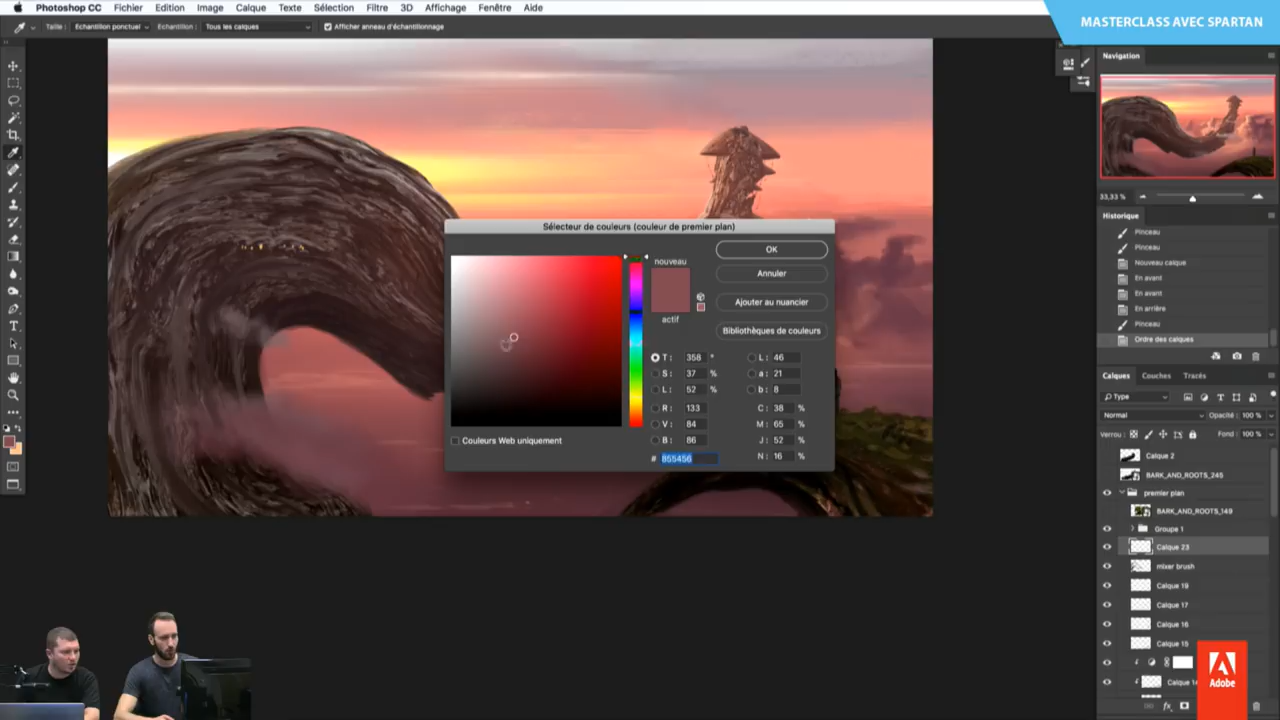 Photoshop CC Fichier Edition Image Calque Texte Sélection Filtre 3D Affichage Fenêtre Aide
MASTERCLASS AVEC SPARTAN
Taille : Echantillon ponctuel Echantillon : Tous les calques Afficher anneau d'échantillonnage
Navigation
33,33 %
Historique
Pinceau
Pinceau
Nouveau calque
En avant
En avant
En arrière
Pinceau
Ordre des calques
Sélecteur de couleurs (couleur de premier plan)
nouveau
actif
OK
Annuler
Ajouter au nuancier
Bibliothèques de couleurs
T : 358 ° L : 46
S : 37 % a : 21
L : 52 % b : 8
R : 133 C : 38 %
V : 84 M : 65 %
B : 86 J : 52 %
# 855456 N : 16 %
Couleurs Web uniquement
Calques Couches Tracés
Type
Normal Opacité : 100 %
Verrou : Fond : 100 %
Calque 2
BARK_AND_ROOTS_245
premier plan
BARK_AND_ROOTS_149
Groupe 1
Calque 23
mixer brush
Calque 19
Calque 17
Calque 16
Calque 15
Calque 14
Adobe